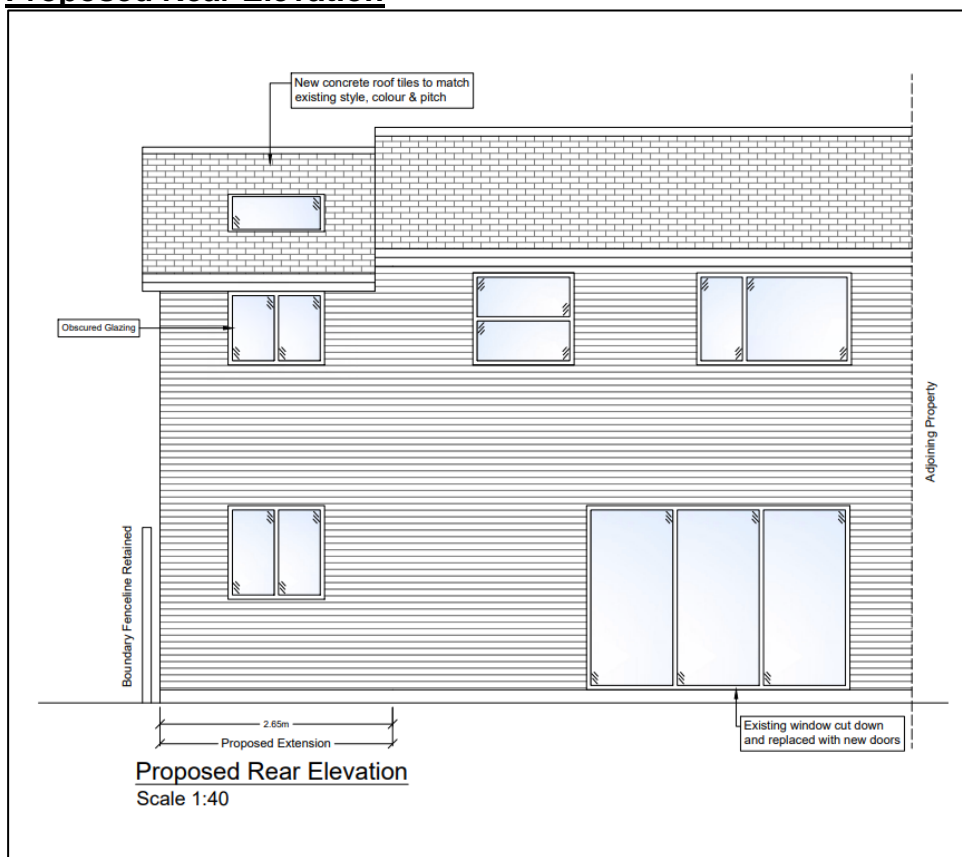 Proposed Rear Elevation
New concrete roof tiles to match
existing style, colour & pitch
Obscured Glazing
Adjoining Property
Boundary Fenceline Retained
2.65m
Proposed Extension
Existing window cut down
and replaced with new doors
Proposed Rear Elevation
Scale 1:40